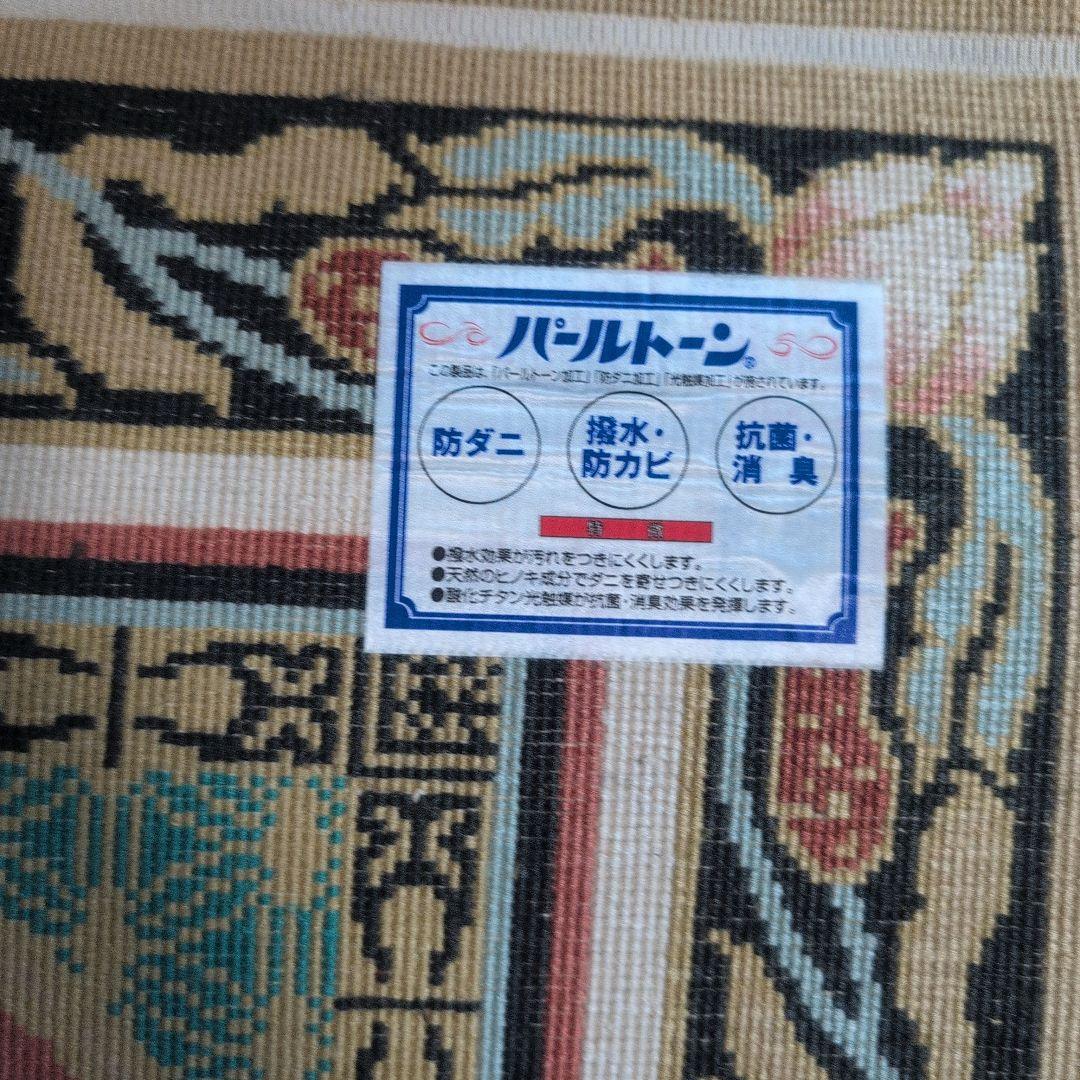 パールトーン®
この製品は、「パールトーン加工」「防ダニ加工」「光触媒加工」が施されています。
防ダニ
撥水・
防カビ
抗菌・
消 臭
特 徴
●撥水効果が汚れをつきにくくします。
●天然のヒノキ成分でダニを寄せつきにくくします。
●酸化チタン光触媒が抗菌・消臭効果を発揮します。